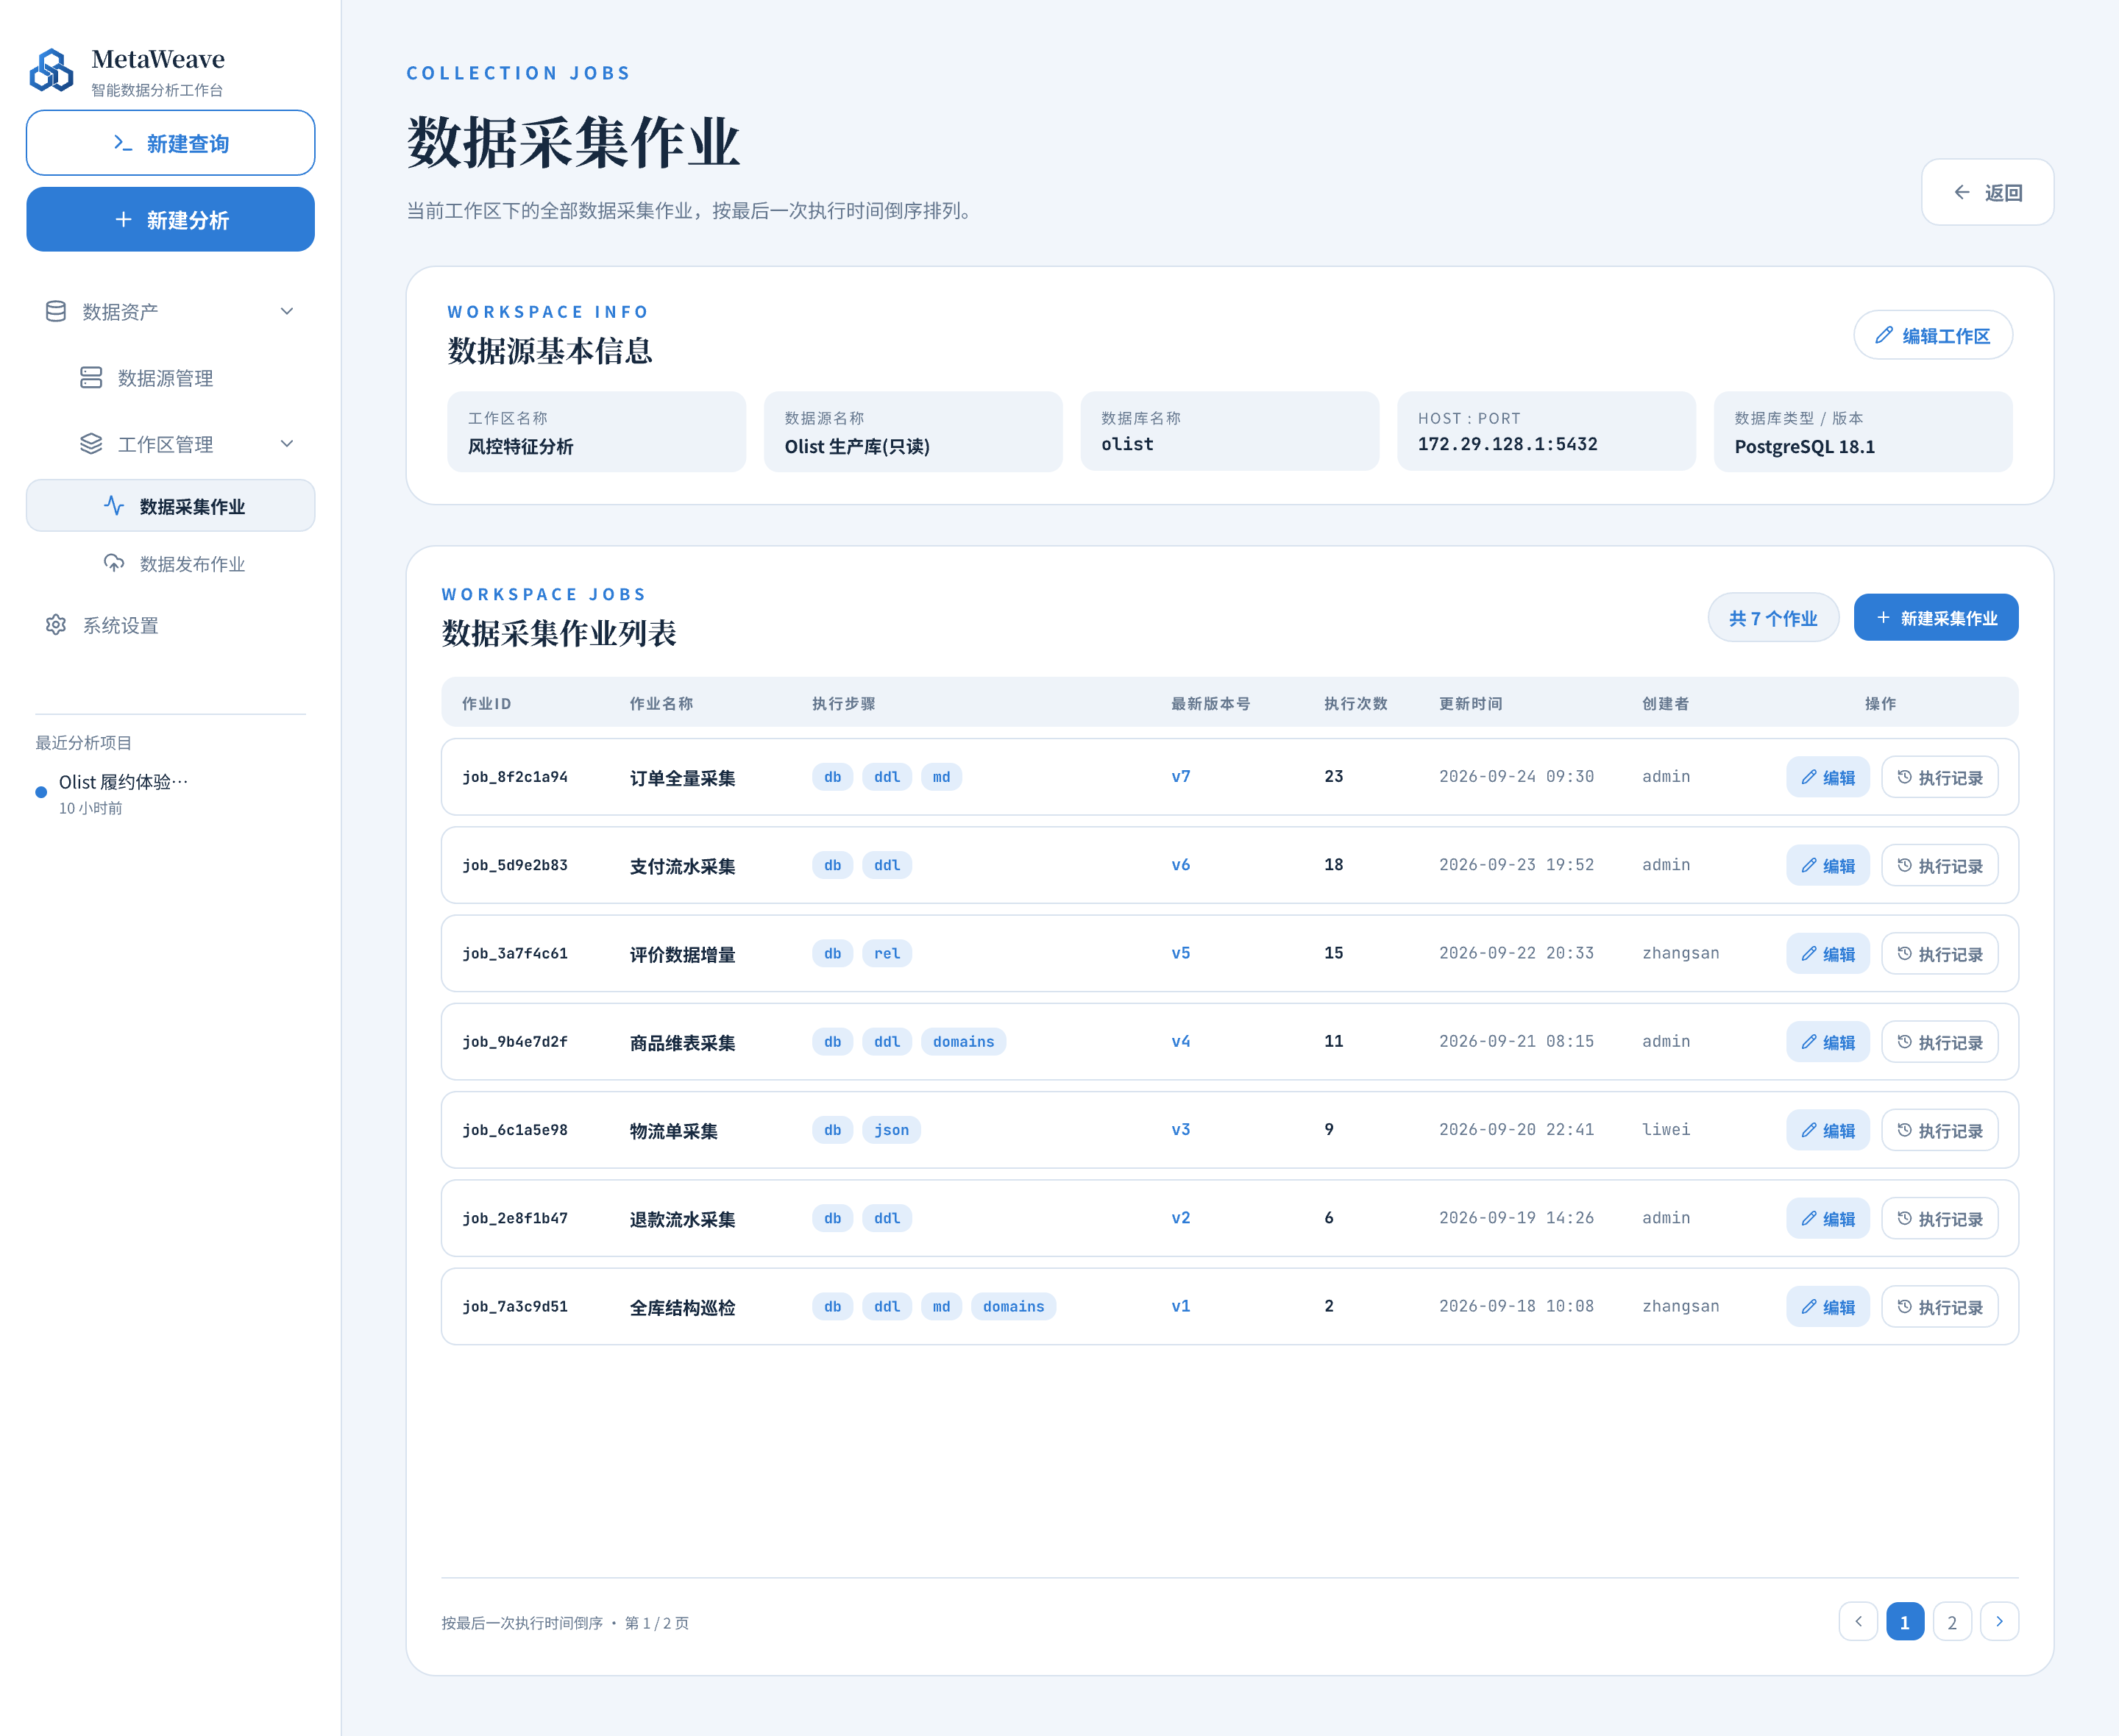 MetaWeave
智能数据分析工作台
新建查询
新建分析
数据资产
数据源管理
工作区管理
数据采集作业
数据发布作业
系统设置
最近分析项目
Olist 履约体验…
10 小时前
COLLECTION JOBS
数据采集作业
当前工作区下的全部数据采集作业，按最后一次执行时间倒序排列。
返回
WORKSPACE INFO
数据源基本信息
编辑工作区
工作区名称
风控特征分析
数据源名称
Olist 生产库(只读)
数据库名称
olist
HOST : PORT
172.29.128.1:5432
数据库类型 / 版本
PostgreSQL 18.1
WORKSPACE JOBS
数据采集作业列表
共 7 个作业
新建采集作业
作业ID 作业名称 执行步骤 最新版本号 执行次数 更新时间 创建者 操作
job_8f2c1a94 订单全量采集 db ddl md v7 23 2026-09-24 09:30 admin 编辑 执行记录
job_5d9e2b83 支付流水采集 db ddl v6 18 2026-09-23 19:52 admin 编辑 执行记录
job_3a7f4c61 评价数据增量 db rel v5 15 2026-09-22 20:33 zhangsan 编辑 执行记录
job_9b4e7d2f 商品维表采集 db ddl domains v4 11 2026-09-21 08:15 admin 编辑 执行记录
job_6c1a5e98 物流单采集 db json v3 9 2026-09-20 22:41 liwei 编辑 执行记录
job_2e8f1b47 退款流水采集 db ddl v2 6 2026-09-19 14:26 admin 编辑 执行记录
job_7a3c9d51 全库结构巡检 db ddl md domains v1 2 2026-09-18 10:08 zhangsan 编辑 执行记录
按最后一次执行时间倒序 · 第 1 / 2 页
1 2